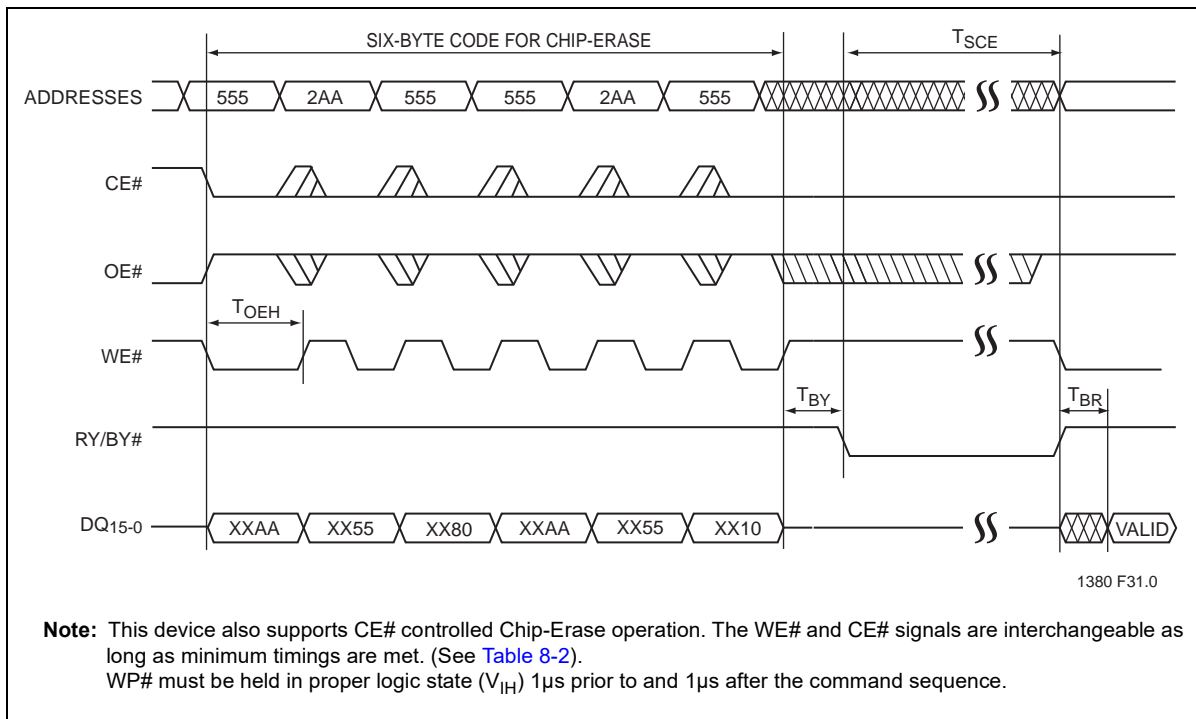 SIX-BYTE CODE FOR CHIP-ERASE
TSCE
ADDRESSES
555
2AA
555
555
2AA
555
CE#
OE#
TOEH
WE#
TBY
TBR
RY/BY#
DQ15-0
XXAA
XX55
XX80
XXAA
XX55
XX10
VALID
1380 F31.0
Note: This device also supports CE# controlled Chip-Erase operation. The WE# and CE# signals are interchangeable as
long as minimum timings are met. (See Table 8-2).
WP# must be held in proper logic state (VIH) 1µs prior to and 1µs after the command sequence.